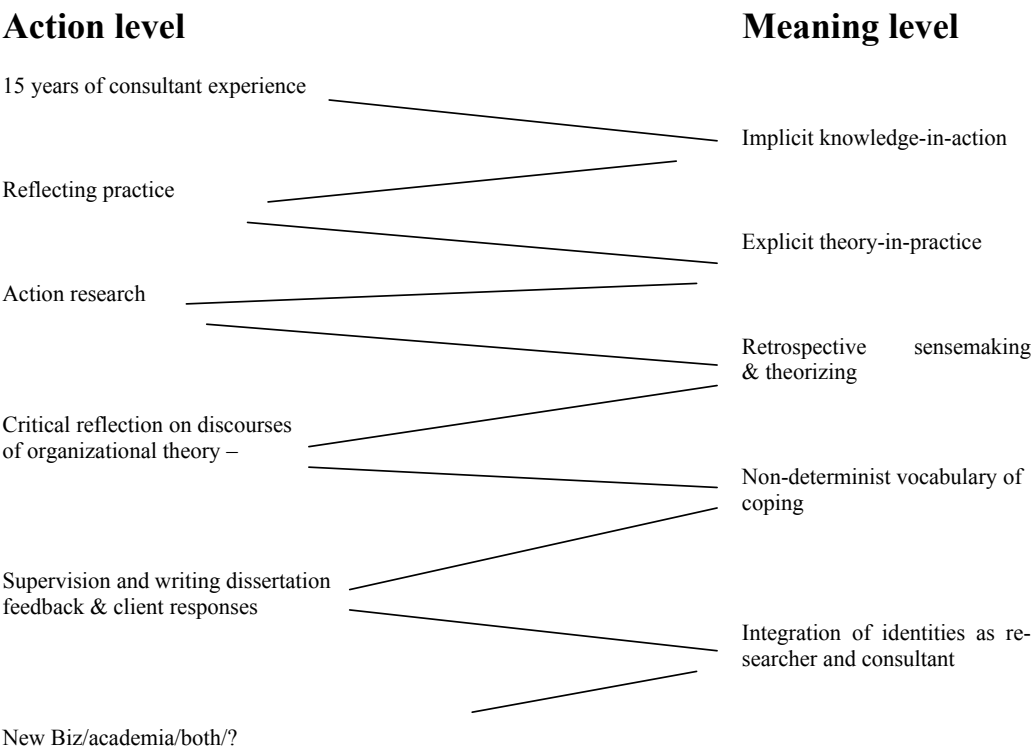 Action level
Meaning level
15 years of consultant experience
Implicit knowledge-in-action
Reflecting practice
Explicit theory-in-practice
Action research
Retrospective sensemaking
& theorizing
Critical reflection on discourses
of organizational theory –
Non-determinist vocabulary of
coping
Supervision and writing dissertation
feedback & client responses
Integration of identities as re-
searcher and consultant
New Biz/academia/both/?